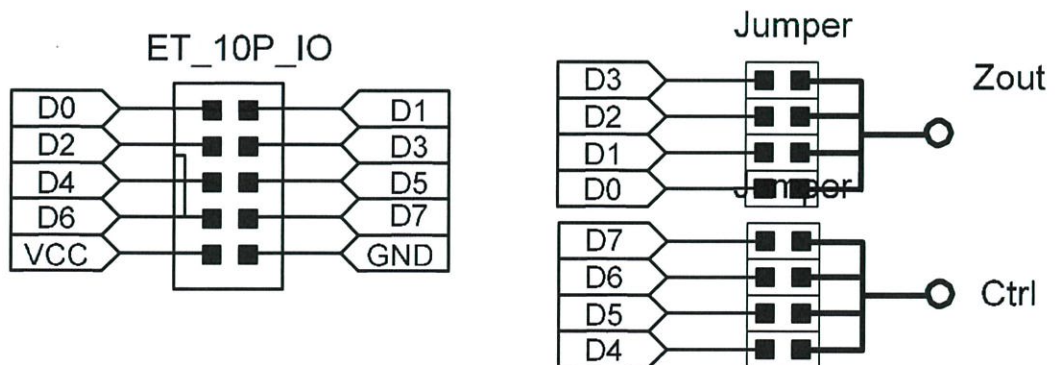 ET_10P_IO
D0 D1
D2 D3
D4 D5
D6 D7
VCC GND
Jumper
D3
Zout
D2
D1
D0
Jumper
D7
D6
Ctrl
D5
D4